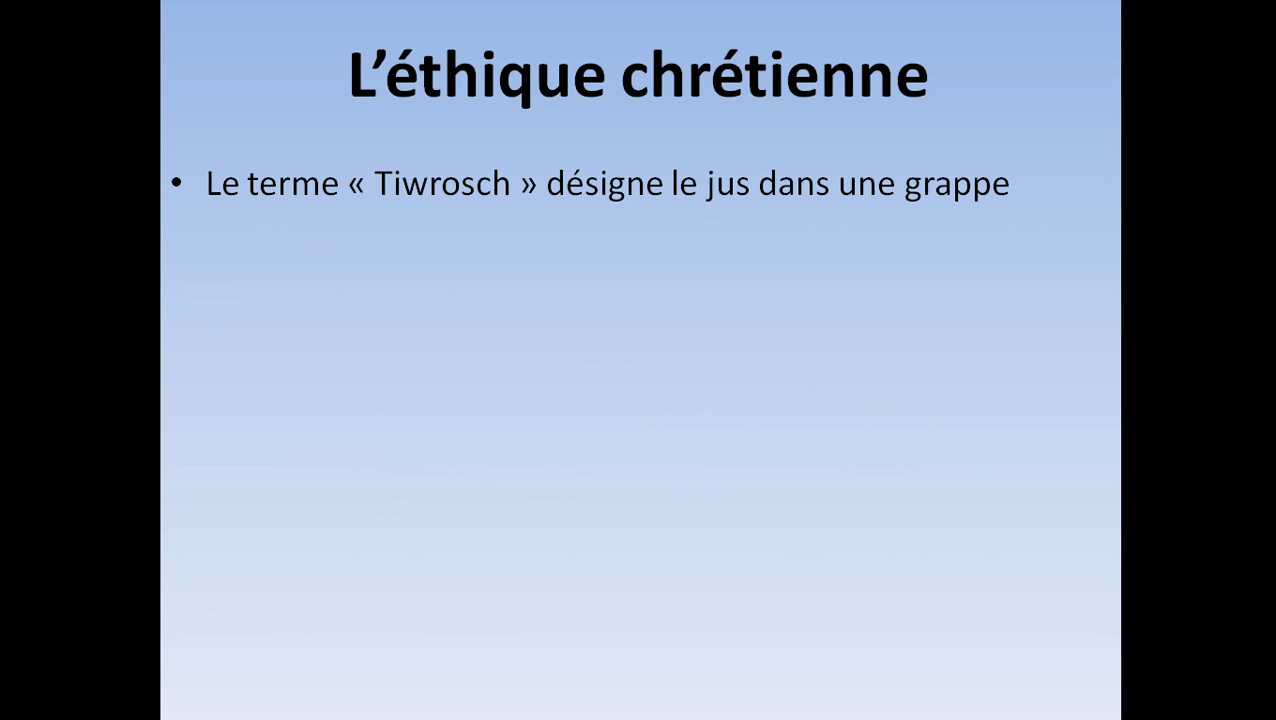 L’éthique chrétienne
• Le terme « Tiwrosch » désigne le jus dans une grappe